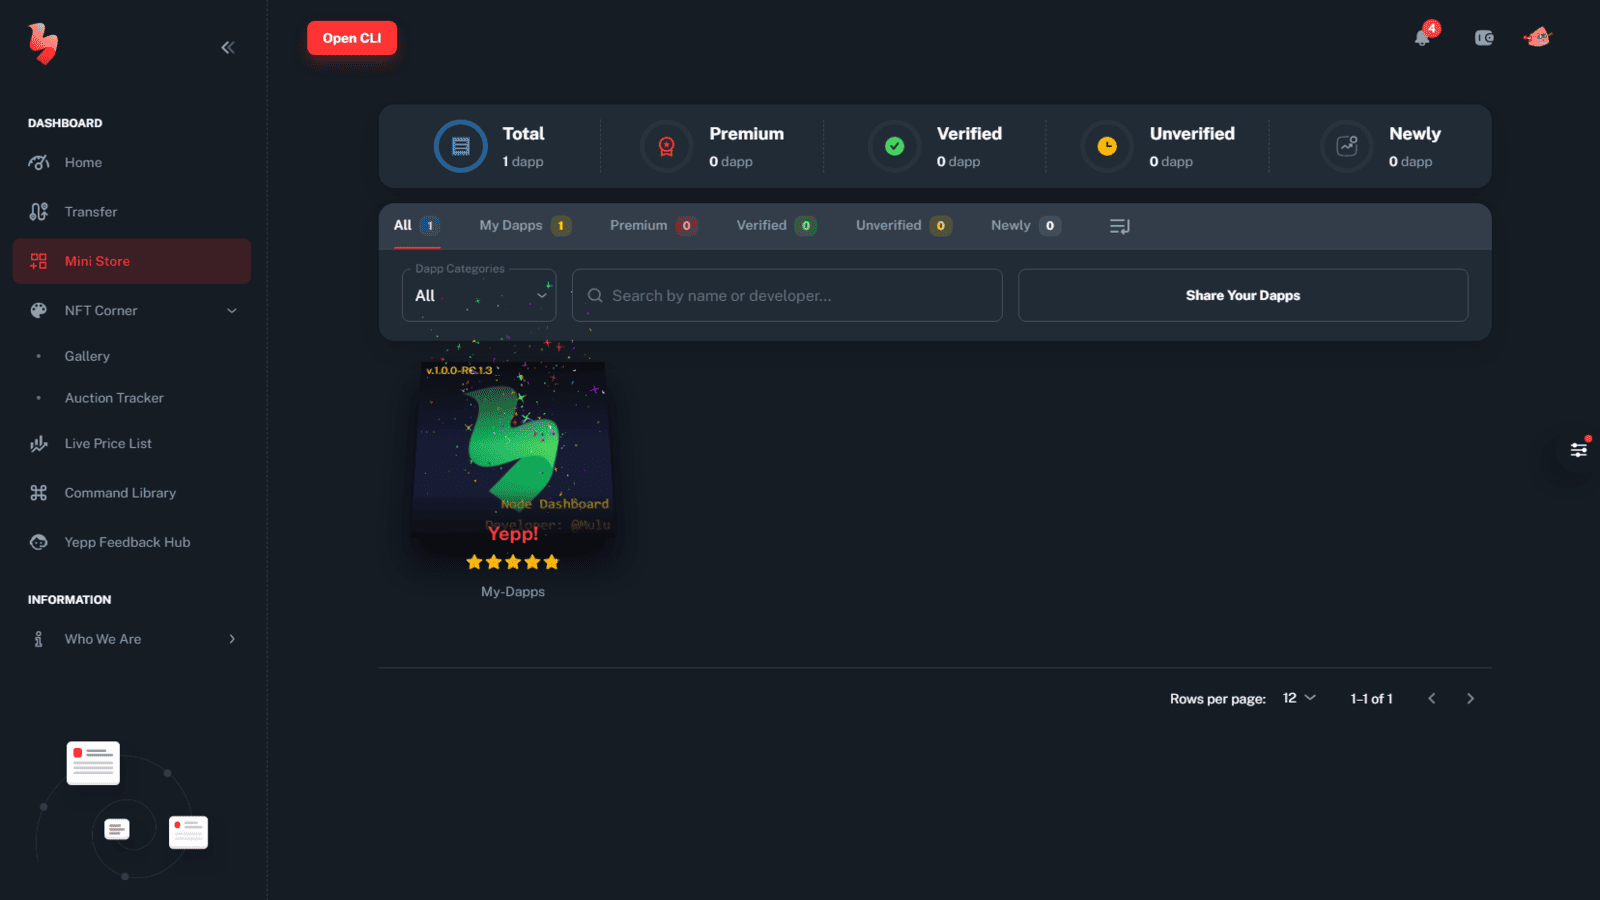 Open CLI
4
DASHBOARD
Home
Transfer
Mini Store
NFT Corner
Gallery
Auction Tracker
Live Price List
Command Library
Yepp Feedback Hub
INFORMATION
Who We Are
Total
1 dapp
Premium
0 dapp
Verified
0 dapp
Unverified
0 dapp
Newly
0 dapp
All 1
My Dapps 1
Premium 0
Verified 0
Unverified 0
Newly 0
Dapp Categories
All
Search by name or developer...
Share Your Dapps
v.1.0.0-RC.1.3
Node Dashboard
Developer: @Mulu
Yepp!
My-Dapps
Rows per page: 12
1–1 of 1